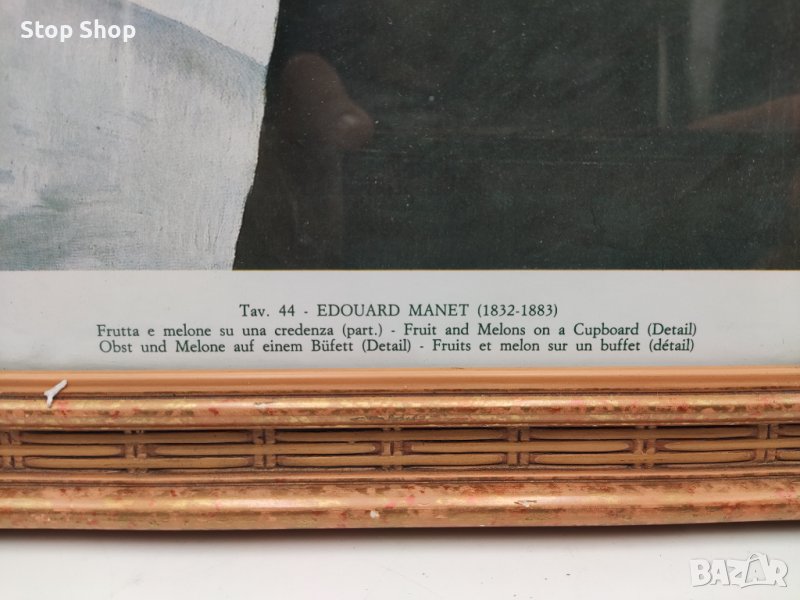 Stop Shop
Tav. 44 - EDOUARD MANET (1832-1883)
Frutta e melone su una credenza (part.) - Fruit and Melons on a Cupboard (Detail)
Obst und Melone auf einem Büfett (Detail) - Fruits et melon sur un buffet (détail)
BAZAR